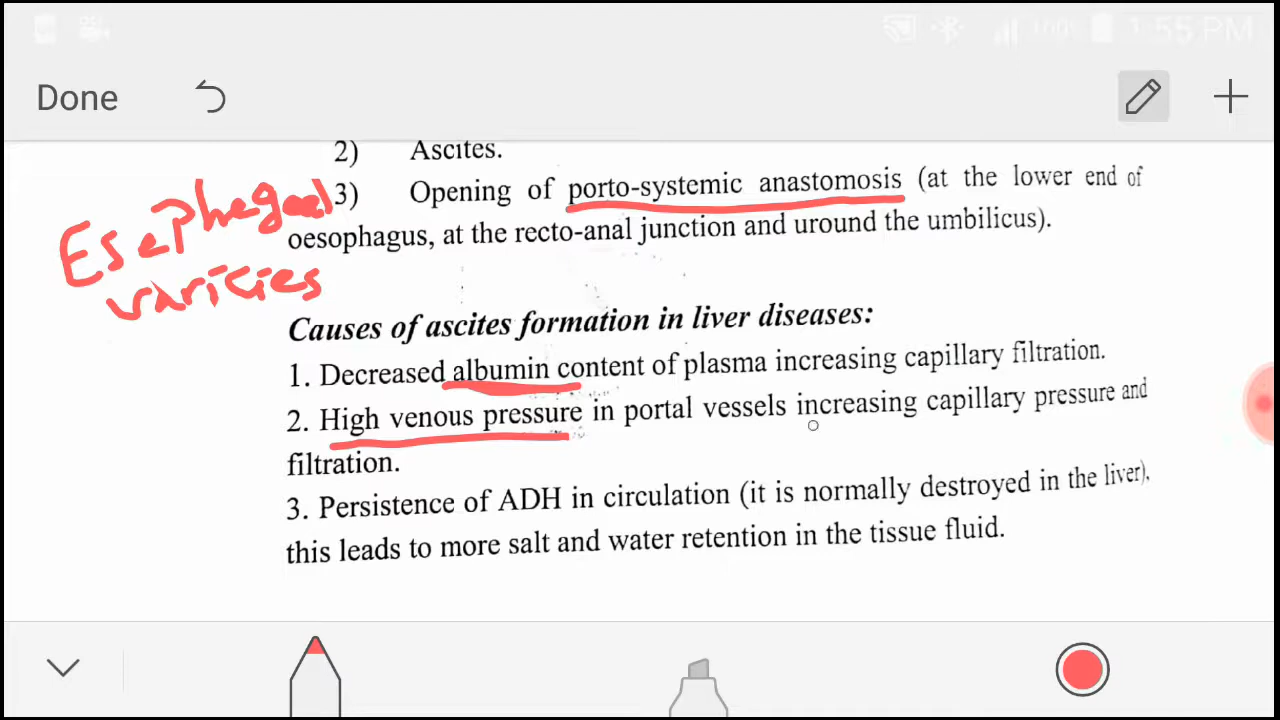 1:55 PM
Done
2) Ascites.
3) Opening of porto-systemic anastomosis (at the lower end of
oesophagus, at the recto-anal junction and uround the umbilicus).
Esephageal
varicies
Causes of ascites formation in liver diseases:
1. Decreased albumin content of plasma increasing capillary filtration.
2. High venous pressure in portal vessels increasing capillary pressure and
filtration.
3. Persistence of ADH in circulation (it is normally destroyed in the liver),
this leads to more salt and water retention in the tissue fluid.